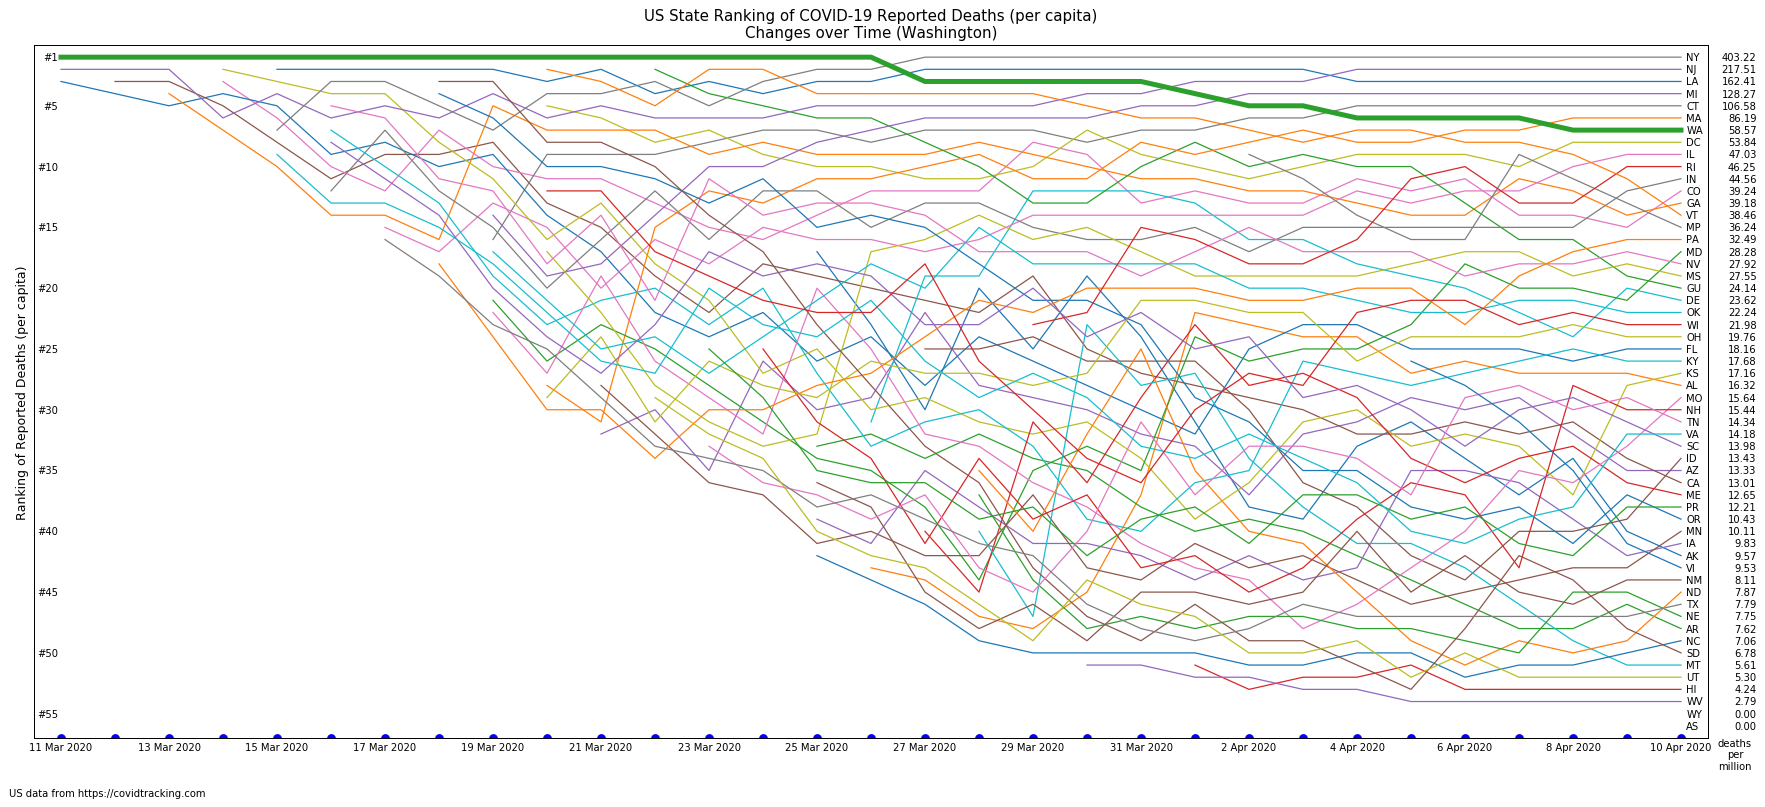 US State Ranking of COVID-19 Reported Deaths (per capita)
Changes over Time (Washington)
Ranking of Reported Deaths (per capita)
#1
#5
#10
#15
#20
#25
#30
#35
#40
#45
#50
#55
NY 403.22
NJ 217.51
LA 162.41
MI 128.27
CT 106.58
MA 86.19
WA 58.57
DC 53.84
IL 47.03
RI 46.25
IN 44.56
CO 39.24
GA 39.18
VT 38.46
MP 36.24
PA 32.49
MD 28.28
NV 27.92
MS 27.55
GU 24.14
DE 23.62
OK 22.24
WI 21.98
OH 19.76
FL 18.16
KY 17.68
KS 17.16
AL 16.32
MO 15.64
NH 15.44
TN 14.34
VA 14.18
SC 13.98
ID 13.43
AZ 13.33
CA 13.01
ME 12.65
PR 12.21
OR 10.43
MN 10.11
IA 9.83
AK 9.57
VI 9.53
NM 8.11
ND 7.87
TX 7.79
NE 7.75
AR 7.62
NC 7.06
SD 6.78
MT 5.61
UT 5.30
HI 4.24
WV 2.79
WY 0.00
AS 0.00
11 Mar 2020 13 Mar 2020 15 Mar 2020 17 Mar 2020 19 Mar 2020 21 Mar 2020 23 Mar 2020 25 Mar 2020 27 Mar 2020 29 Mar 2020 31 Mar 2020 2 Apr 2020 4 Apr 2020 6 Apr 2020 8 Apr 2020 10 Apr 2020
deaths
per
million
US data from https://covidtracking.com